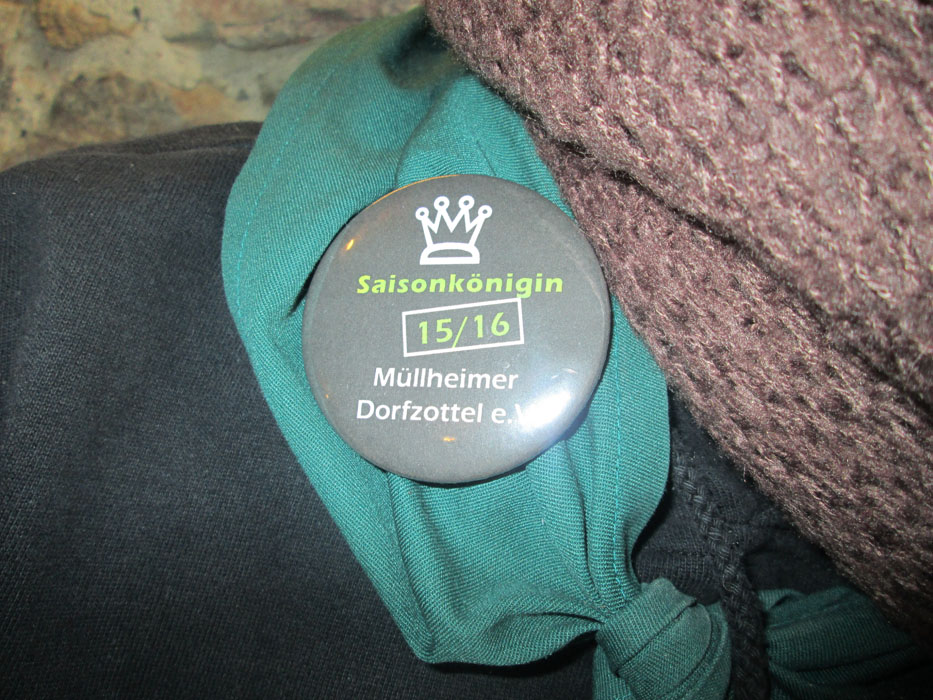 Saisonkönigin
15/16
Müllheimer
Dorfzottel e.V